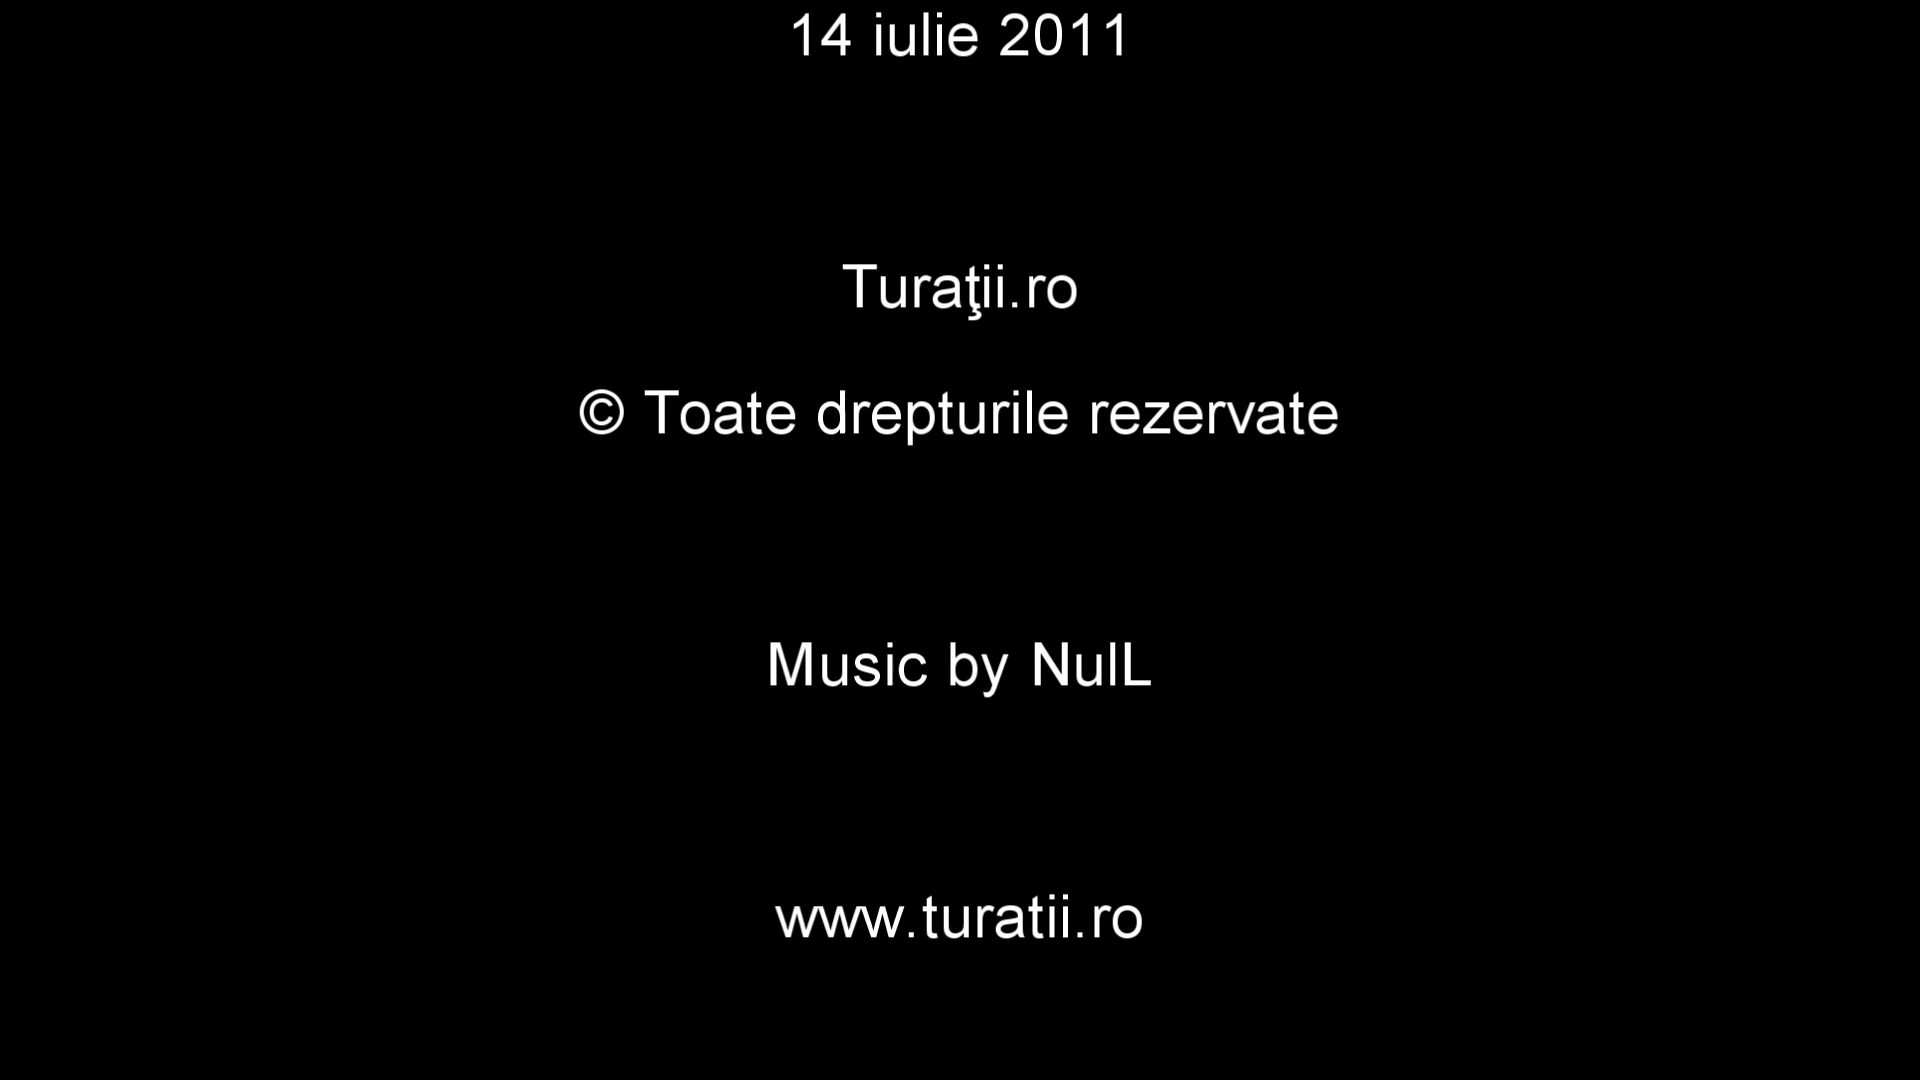 14 iulie 2011
Turaţii.ro
© Toate drepturile rezervate
Music by NulL
www.turatii.ro